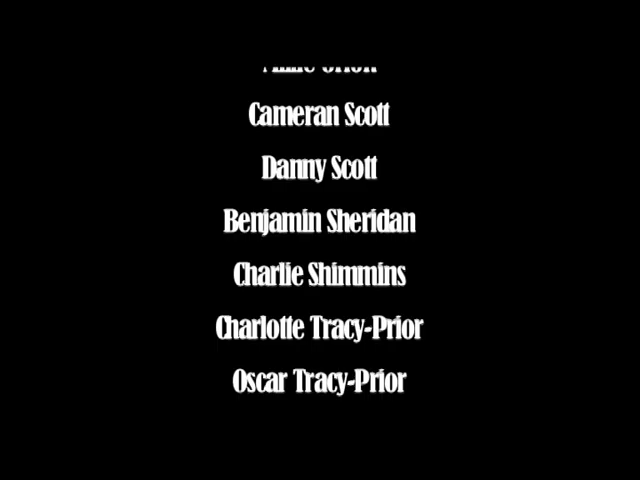 Cameran Scott
Danny Scott
Benjamin Sheridan
Charlie Shimmins
Charlotte Tracy-Prior
Oscar Tracy-Prior